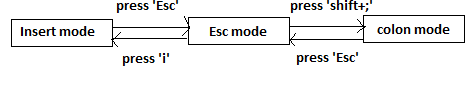 press 'Esc' press 'shift+;'
Insert mode Esc mode colon mode
press 'i' press 'Esc'